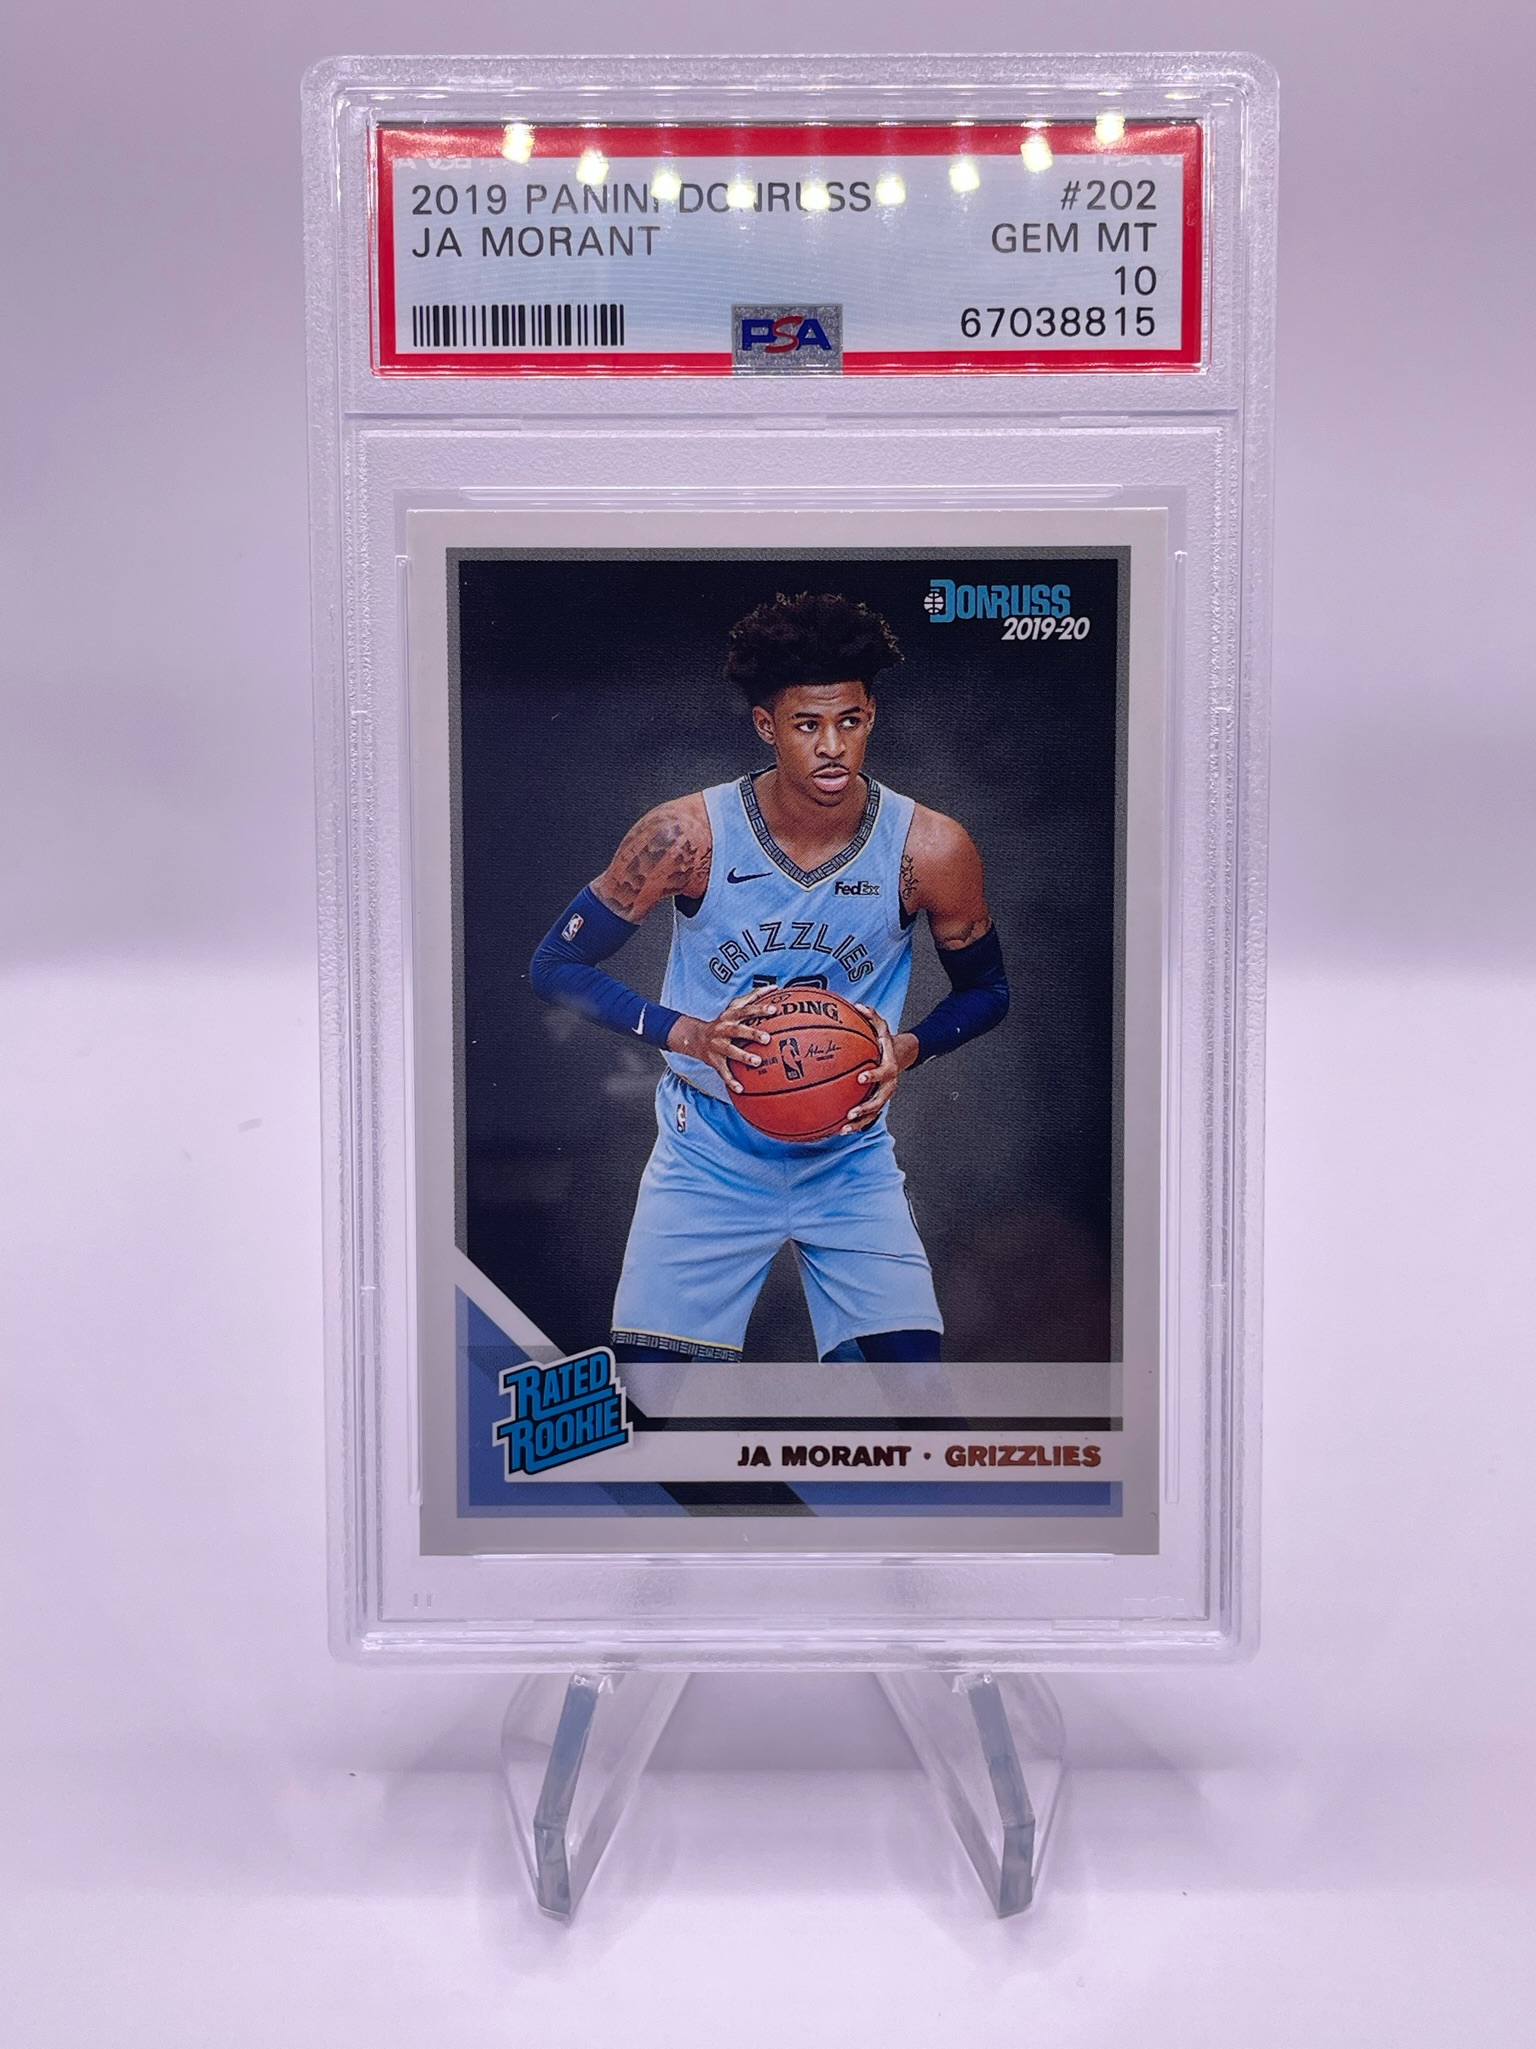 2019 PANINI DONRUSS #202
JA MORANT GEM MT
10
PSA 67038815
DONRUSS
2019-20
FedEx
GRIZZLIES
SPALDING
RATED
ROOKIE
JA MORANT · GRIZZLIES